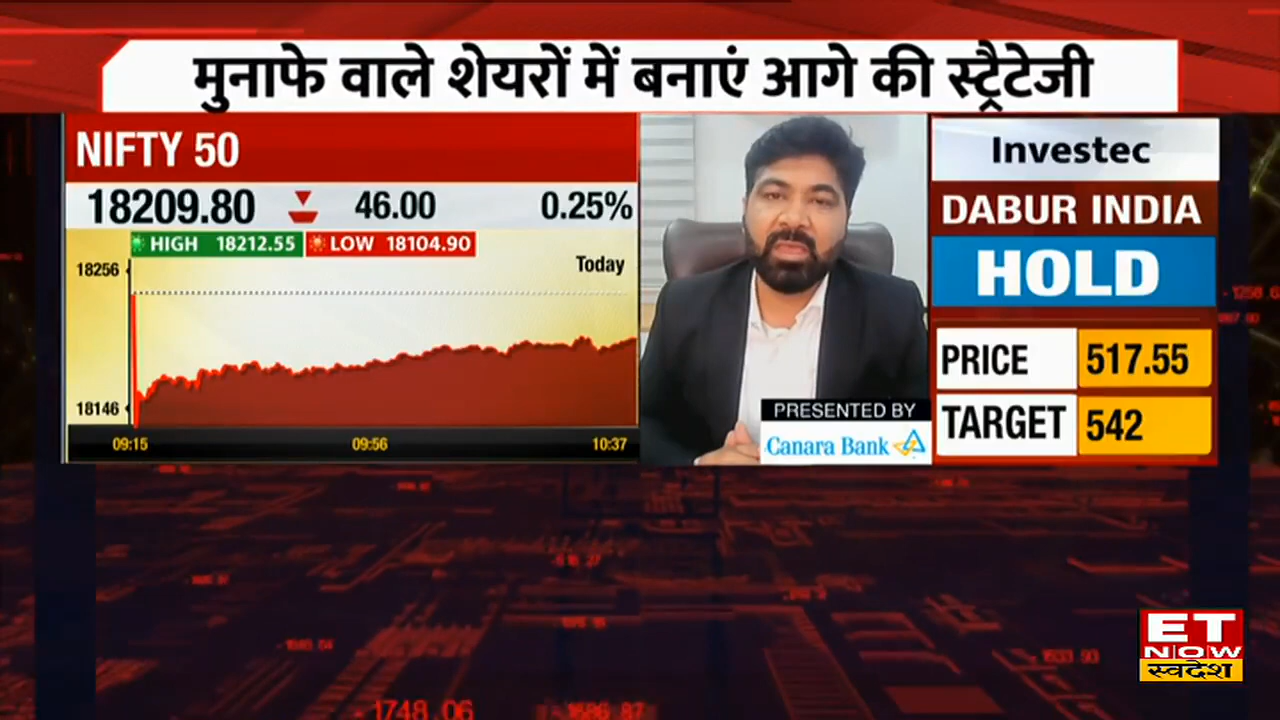 मुनाफे वाले शेयरों में बनाएं आगे की स्ट्रैटेजी
NIFTY 50
18209.80 46.00 0.25%
HIGH 18212.55 LOW 18104.90
Today
18256
18146
09:15 09:56 10:37
PRESENTED BY
Canara Bank
Investec
DABUR INDIA
HOLD
PRICE 517.55
TARGET 542
ET
NOW
स्वदेश
1748.06